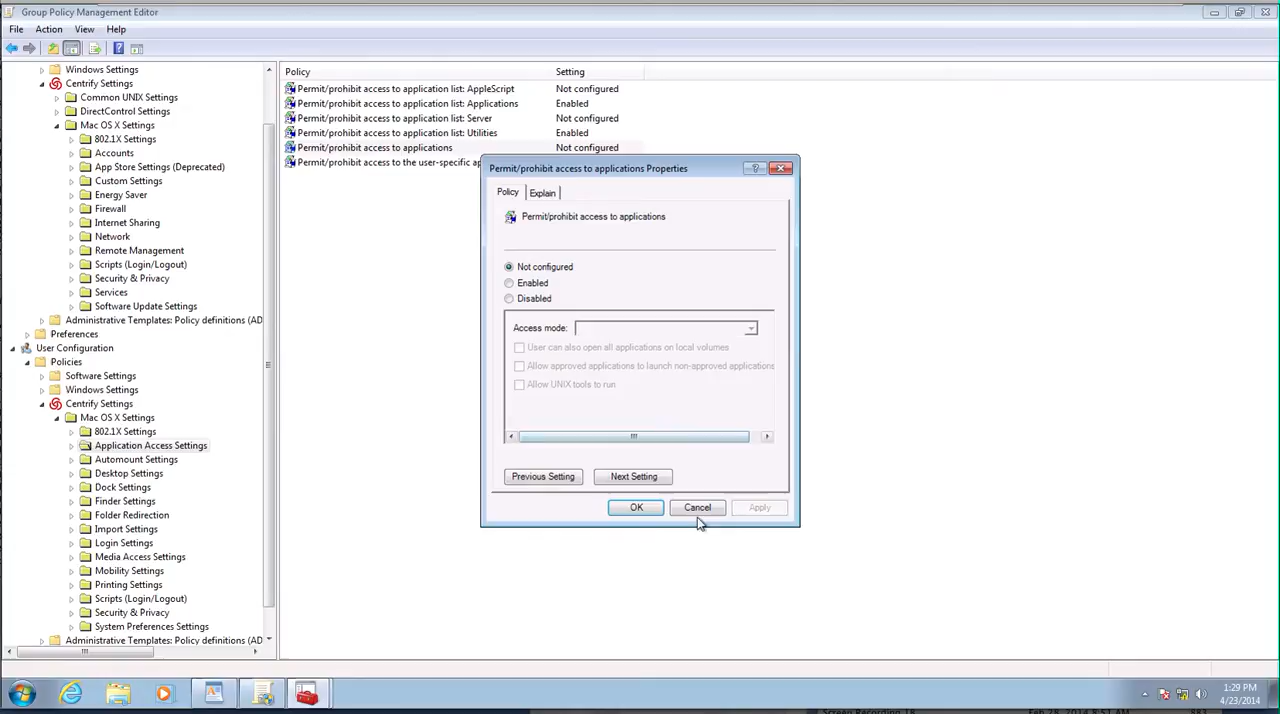 Group Policy Management Editor
File Action View Help
Windows Settings
Centrify Settings
Common UNIX Settings
DirectControl Settings
Mac OS X Settings
802.1X Settings
Accounts
App Store Settings (Deprecated)
Custom Settings
Energy Saver
Firewall
Internet Sharing
Network
Remote Management
Scripts (Login/Logout)
Security & Privacy
Services
Software Update Settings
Administrative Templates: Policy definitions (AD
Preferences
User Configuration
Policies
Software Settings
Windows Settings
Centrify Settings
Mac OS X Settings
802.1X Settings
Application Access Settings
Automount Settings
Desktop Settings
Dock Settings
Finder Settings
Folder Redirection
Import Settings
Login Settings
Media Access Settings
Mobility Settings
Printing Settings
Scripts (Login/Logout)
Security & Privacy
System Preferences Settings
Administrative Templates: Policy definitions (AD
Policy Setting
Permit/prohibit access to application list: AppleScript Not configured
Permit/prohibit access to application list: Applications Enabled
Permit/prohibit access to application list: Server Not configured
Permit/prohibit access to application list: Utilities Enabled
Permit/prohibit access to applications Not configured
Permit/prohibit access to the user-specific ap
Permit/prohibit access to applications Properties
Policy Explain
Permit/prohibit access to applications
Not configured
Enabled
Disabled
Access mode:
User can also open all applications on local volumes
Allow approved applications to launch non-approved applications
Allow UNIX tools to run
Previous Setting Next Setting
OK Cancel Apply
1:29 PM
4/23/2014